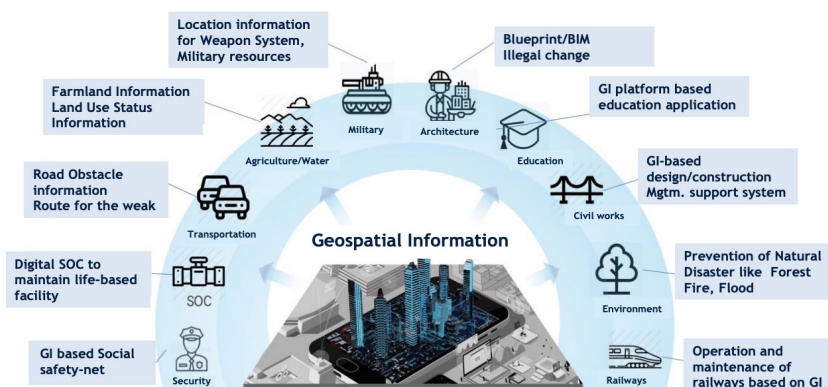 Location information
for Weapon System,
Military resources
Blueprint/BIM
Illegal change
Farmland Information
Land Use Status
Information
GI platform based
education application
Military
Architecture
Agriculture/Water
Education
Road Obstacle
information
Route for the weak
GI-based
design/construction
Mgtm. support system
Transportation
Civil works
Geospatial Information
Digital SOC to
maintain life-based
facility
SOC
Prevention of Natural
Disaster like Forest
Fire, Flood
Environment
GI based Social
safety-net
Security
Railways
Operation and
maintenance of
railways based on GI